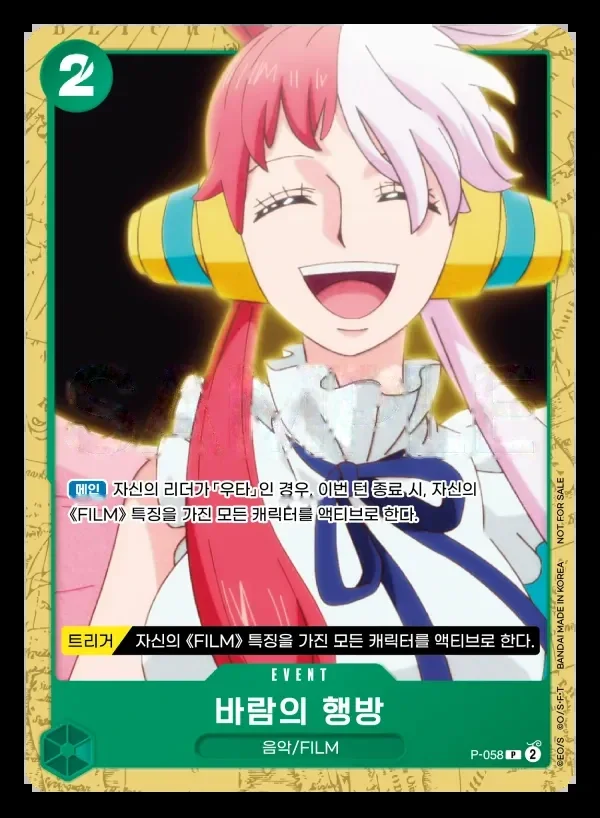 2
메인 자신의 리더가 「우타」인 경우, 이번 턴 종료 시, 자신의
《FILM》 특징을 가진 모든 캐릭터를 액티브로 한다.
트리거 자신의 《FILM》 특징을 가진 모든 캐릭터를 액티브로 한다.
EVENT
바람의 행방
음악/FILM
P-058 P 2
©EO/S. ©O/S·F·T· BANDAI MADE IN KOREA NOT FOR SALE